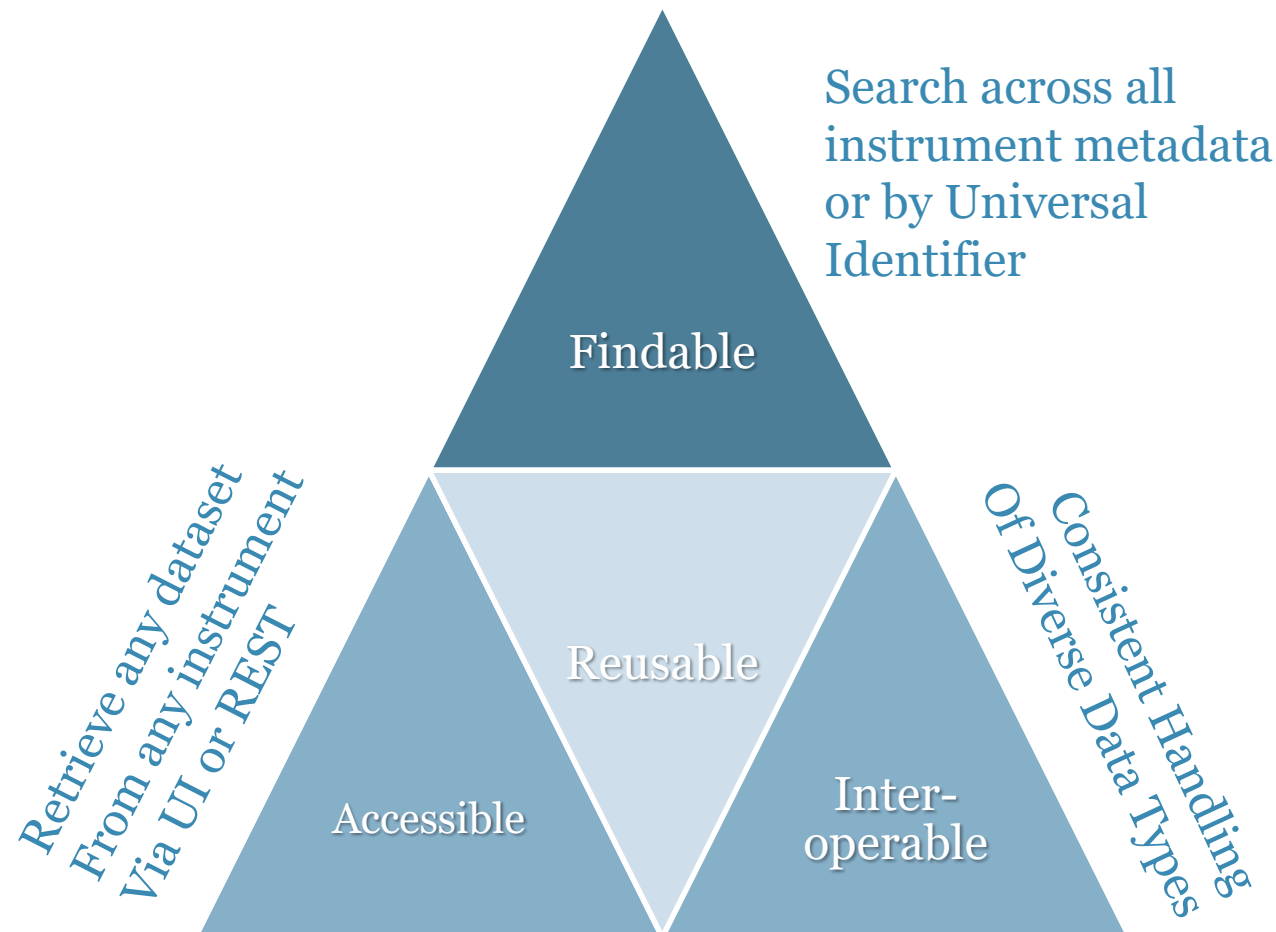 Search across all
instrument metadata
or by Universal
Identifier
Findable
Retrieve any dataset
From any instrument
Via UI or REST
Consistent Handling
Of Diverse Data Types
Reusable
Accessible
Inter-
operable